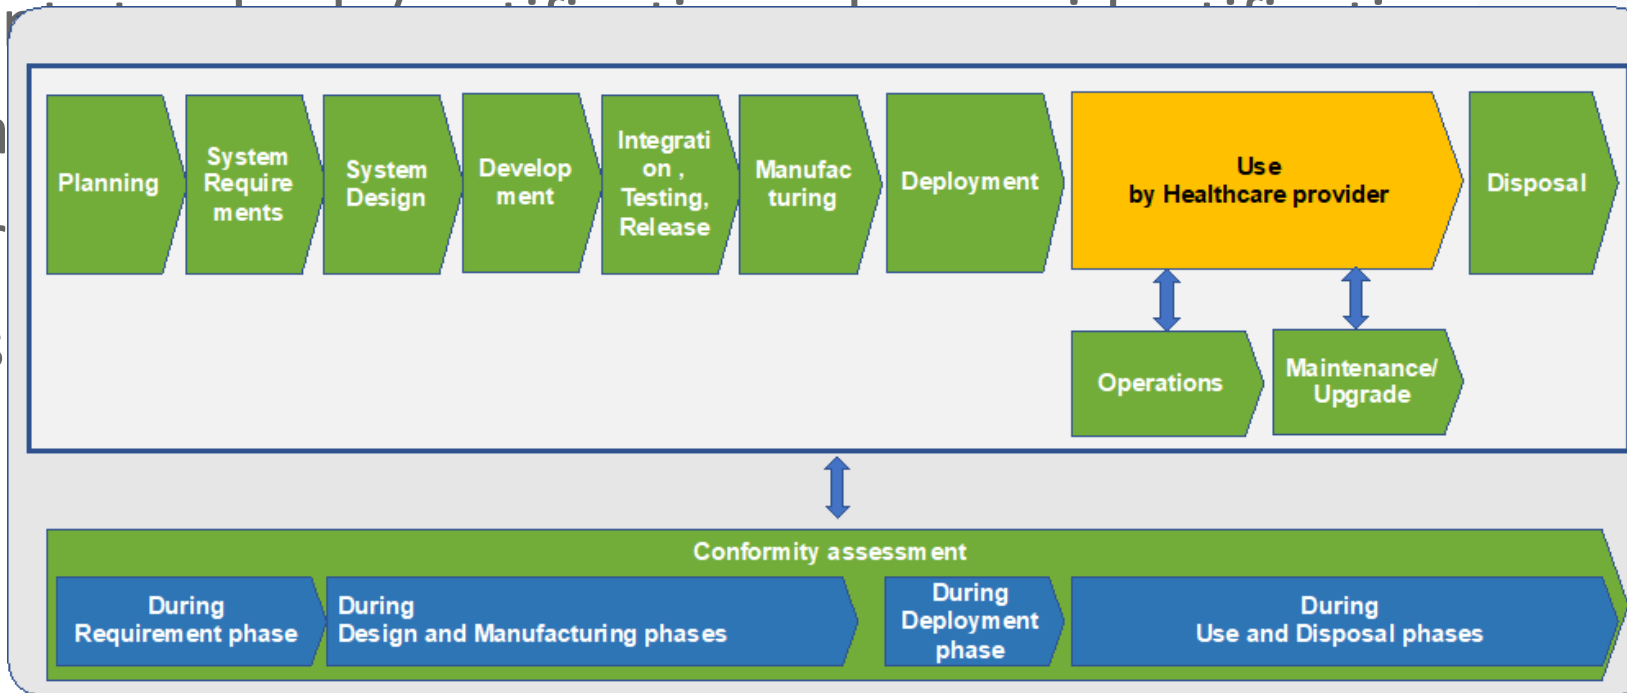 Planning
System
Require
ments
System
Design
Develop
ment
Integrati
on ,
Testing,
Release
Manufac
turing
Deployment
Use
by Healthcare provider
Disposal
Operations
Maintenance/
Upgrade
Conformity assessment
During
Requirement phase
During
Design and Manufacturing phases
During
Deployment
phase
During
Use and Disposal phases